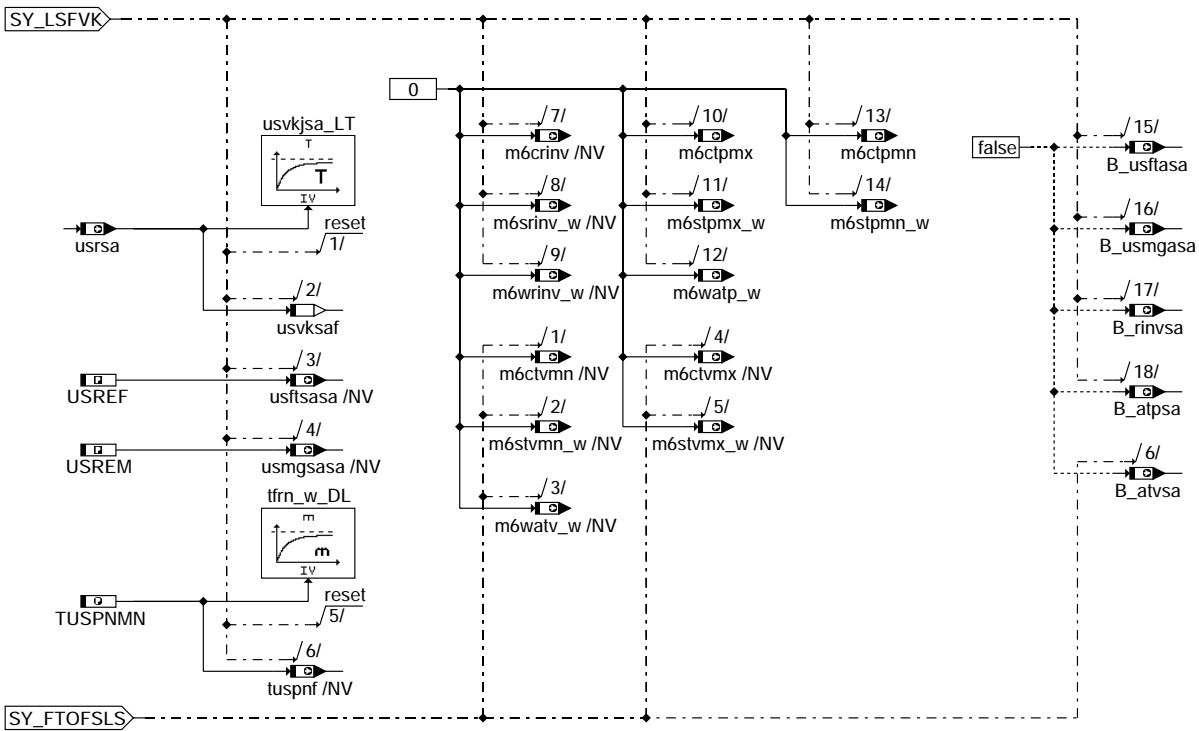 SY_LSFVK
0
usvkjsa_LT
T
T
IV
reset
1/
usrsa
2/
usvksaf
3/
USREF
usftsasa /NV
4/
USREM
usmgsasa /NV
tfrn_w_DL
m
m
IV
reset
5/
TUSPNMN
6/
tuspnf /NV
SY_FTOFSLS
7/
m6crinv /NV
8/
m6srinv_w /NV
9/
m6wrinv_w /NV
1/
m6ctvmn /NV
2/
m6stvmn_w /NV
3/
m6watv_w /NV
10/
m6ctpmx
11/
m6stpmx_w
12/
m6watp_w
4/
m6ctvmx /NV
5/
m6stvmx_w /NV
13/
m6ctpmn
14/
m6stpmn_w
false
15/
B_usftasa
16/
B_usmgasa
17/
B_rinvsa
18/
B_atpsa
6/
B_atvsa